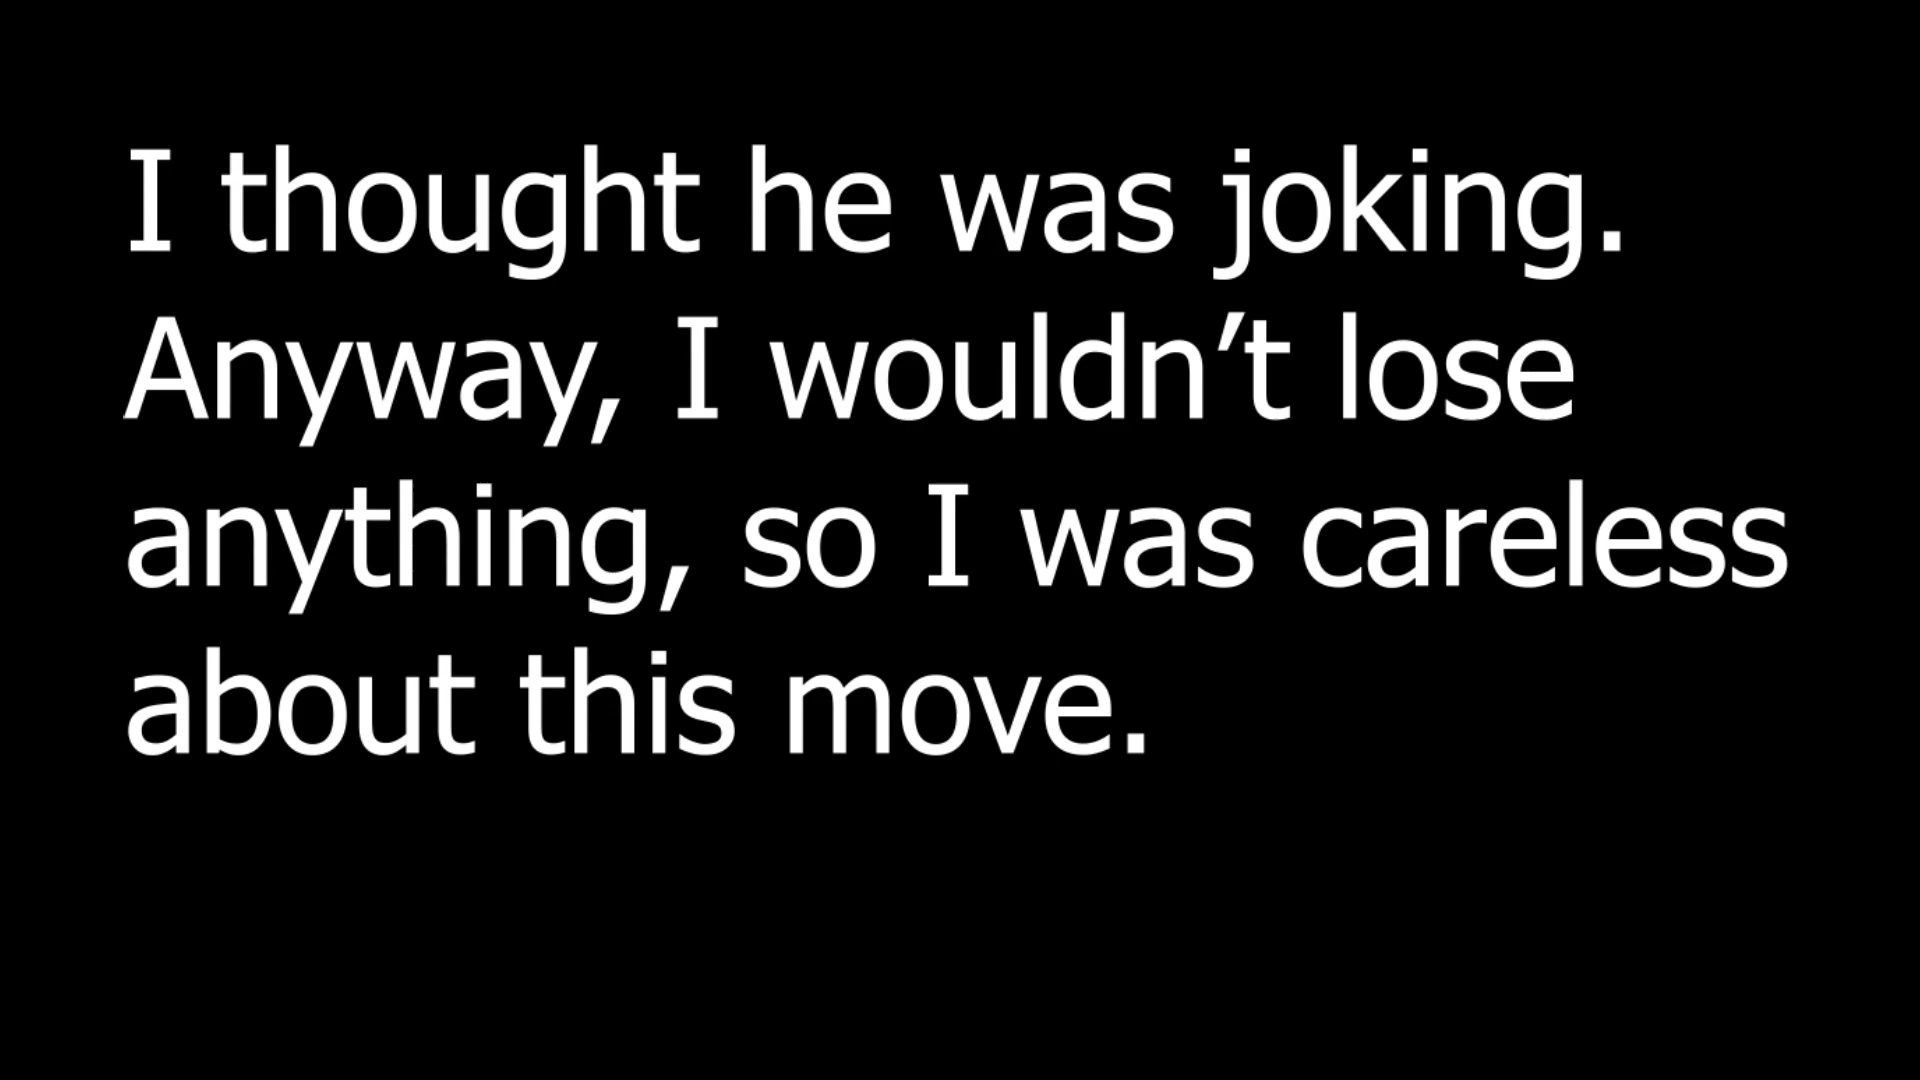 I thought he was joking.
Anyway, I wouldn’t lose
anything, so I was careless
about this move.